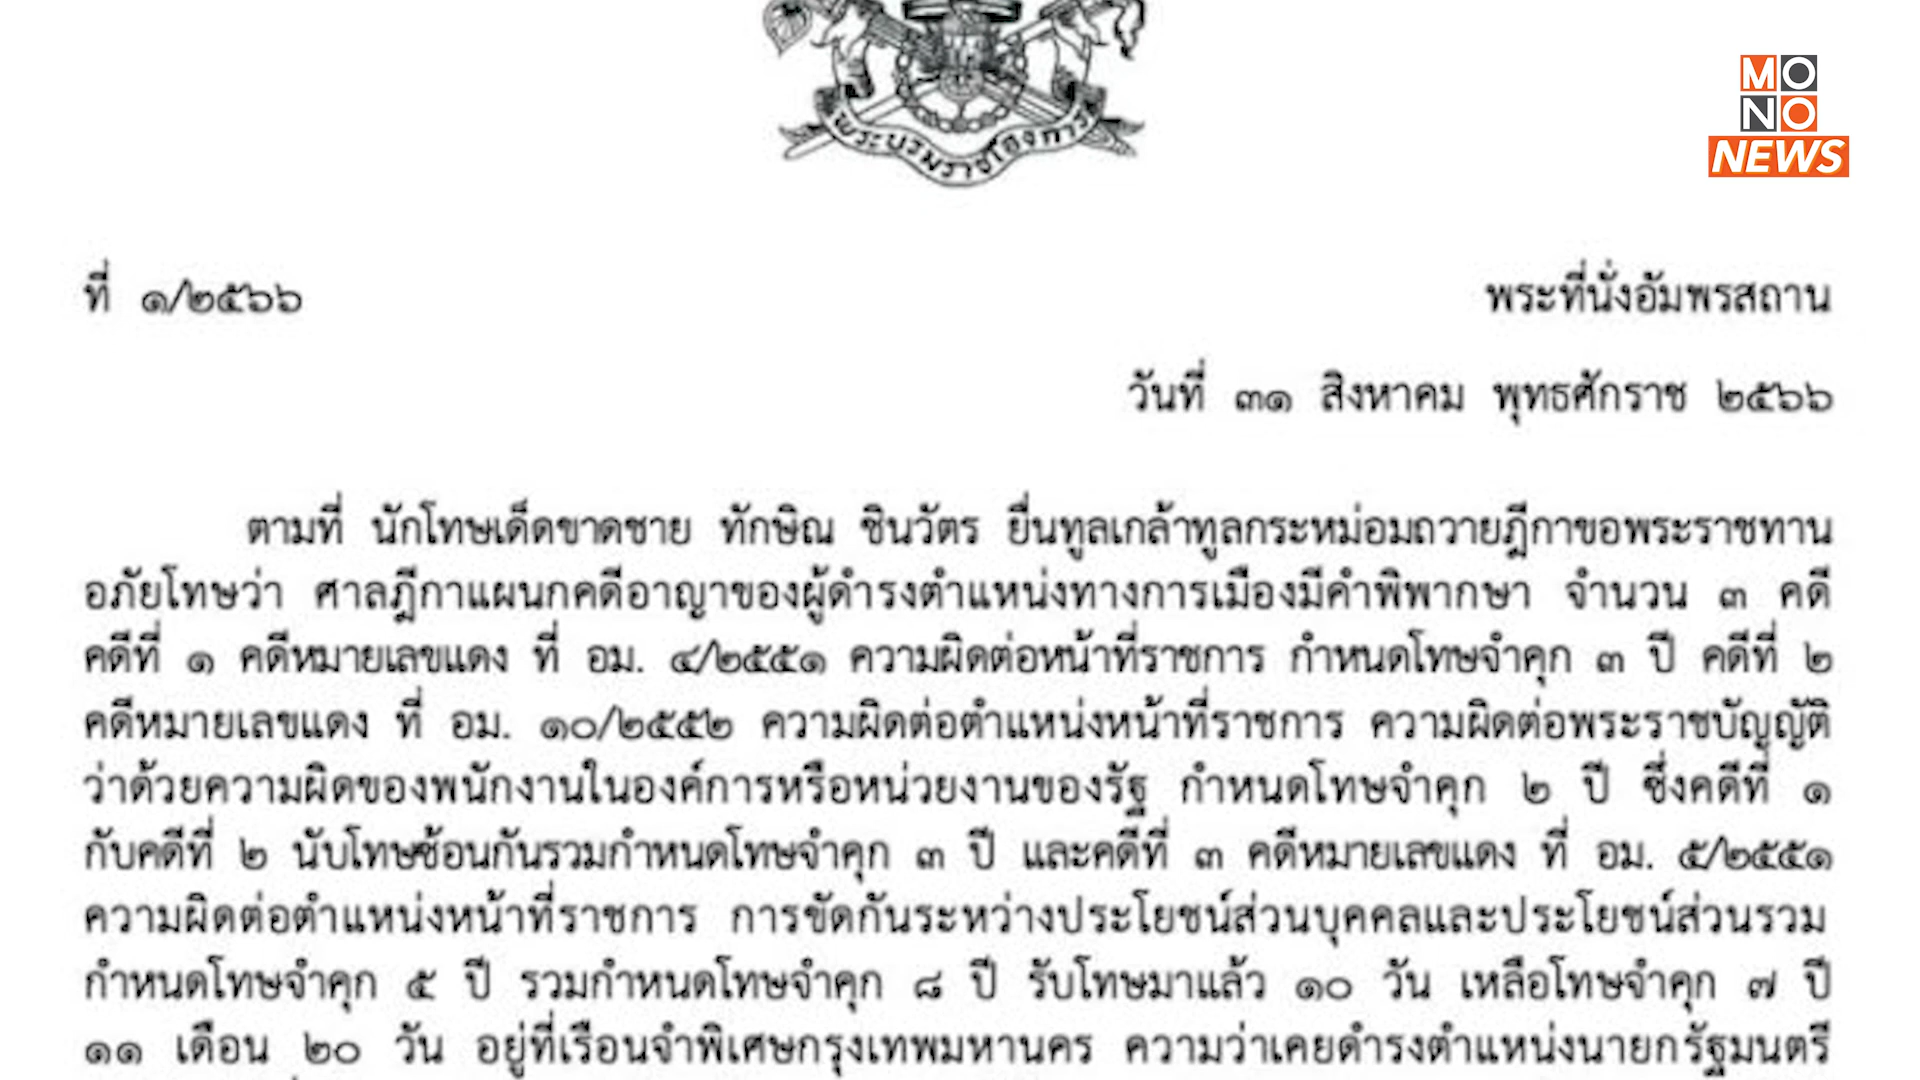 MONO
NEWS
พระบรมราชโองการ
ที่ ๑/๒๕๖๖
พระที่นั่งอัมพรสถาน
วันที่ ๓๑ สิงหาคม พุทธศักราช ๒๕๖๖
ตามที่ นักโทษเด็ดขาดชาย ทักษิณ ชินวัตร ยื่นทูลเกล้าทูลกระหม่อมถวายฎีกาขอพระราชทาน
อภัยโทษว่า ศาลฎีกาแผนกคดีอาญาของผู้ดำรงตำแหน่งทางการเมืองมีคำพิพากษา จำนวน ๓ คดี
คดีที่ ๑ คดีหมายเลขแดง ที่ อม. ๔/๒๕๕๑ ความผิดต่อหน้าที่ราชการ กำหนดโทษจำคุก ๓ ปี คดีที่ ๒
คดีหมายเลขแดง ที่ อม. ๑๐/๒๕๕๒ ความผิดต่อตำแหน่งหน้าที่ราชการ ความผิดต่อพระราชบัญญัติ
ว่าด้วยความผิดของพนักงานในองค์การหรือหน่วยงานของรัฐ กำหนดโทษจำคุก ๒ ปี ซึ่งคดีที่ ๑
กับคดีที่ ๒ นับโทษซ้อนกันรวมกำหนดโทษจำคุก ๓ ปี และคดีที่ ๓ คดีหมายเลขแดง ที่ อม. ๕/๒๕๕๑
ความผิดต่อตำแหน่งหน้าที่ราชการ การขัดกันระหว่างประโยชน์ส่วนบุคคลและประโยชน์ส่วนรวม
กำหนดโทษจำคุก ๕ ปี รวมกำหนดโทษจำคุก ๘ ปี รับโทษมาแล้ว ๑๐ วัน เหลือโทษจำคุก ๗ ปี
๑๑ เดือน ๒๐ วัน อยู่ที่เรือนจำพิเศษกรุงเทพมหานคร ความว่าเคยดำรงตำแหน่งนายกรัฐมนตรี